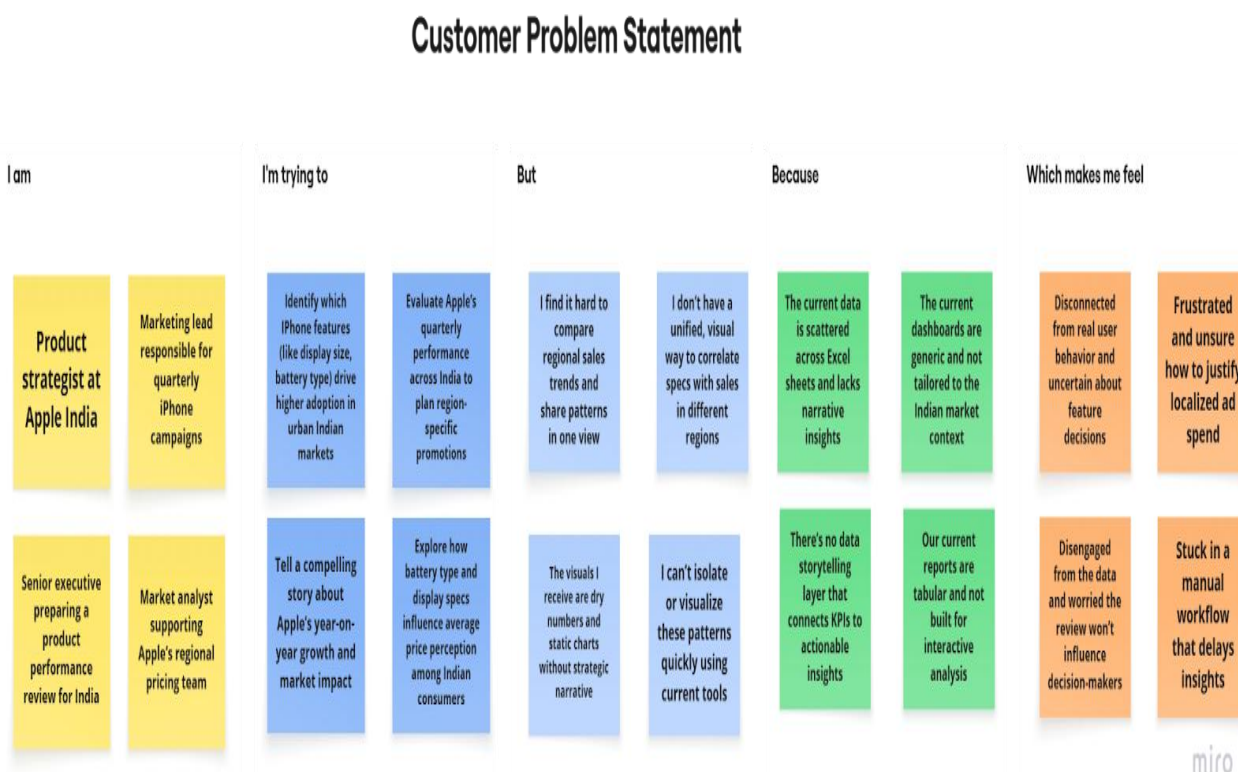 Customer Problem Statement
I am
I'm trying to
But
Because
Which makes me feel
Product
strategist at
Apple India
Marketing lead
responsible for
quarterly
iPhone
campaigns
Identify which
IPhone features
(like display size,
battery type) drive
higher adoption in
urban Indian
markets
Evaluate Apple's
quarterly
performance
across India to
plan region-
specific
promotions
I find it hard to
compare
regional sales
trends and
share patterns
in one view
I don't have a
unified, visual
way to correlate
specs with sales
in different
regions
The current data
is scattered
across Excel
sheets and lacks
narrative
insights
The current
dashboards are
generic and not
tailored to the
Indian market
context
Disconnected
from real user
behavior and
uncertain about
feature
decisions
Frustrated
and unsure
how to justify
localized ad
spend
Senior executive
preparing a
product
performance
review for India
Market analyst
supporting
Apple's regional
pricing team
Tell a compelling
story about
Apple's year-on-
year growth and
market impact
Explore how
battery type and
display specs
influence average
price perception
among Indian
consumers
The visuals I
receive are dry
numbers and
static charts
without strategic
narrative
I can't isolate
or visualize
these patterns
quickly using
current tools
There's no data
storytelling
layer that
connects KPIs to
actionable
insights
Our current
reports are
tabular and not
built for
interactive
analysis
Disengaged
from the data
and worried the
review won't
influence
decision-makers
Stuck in a
manual
workflow
that delays
insights
miro